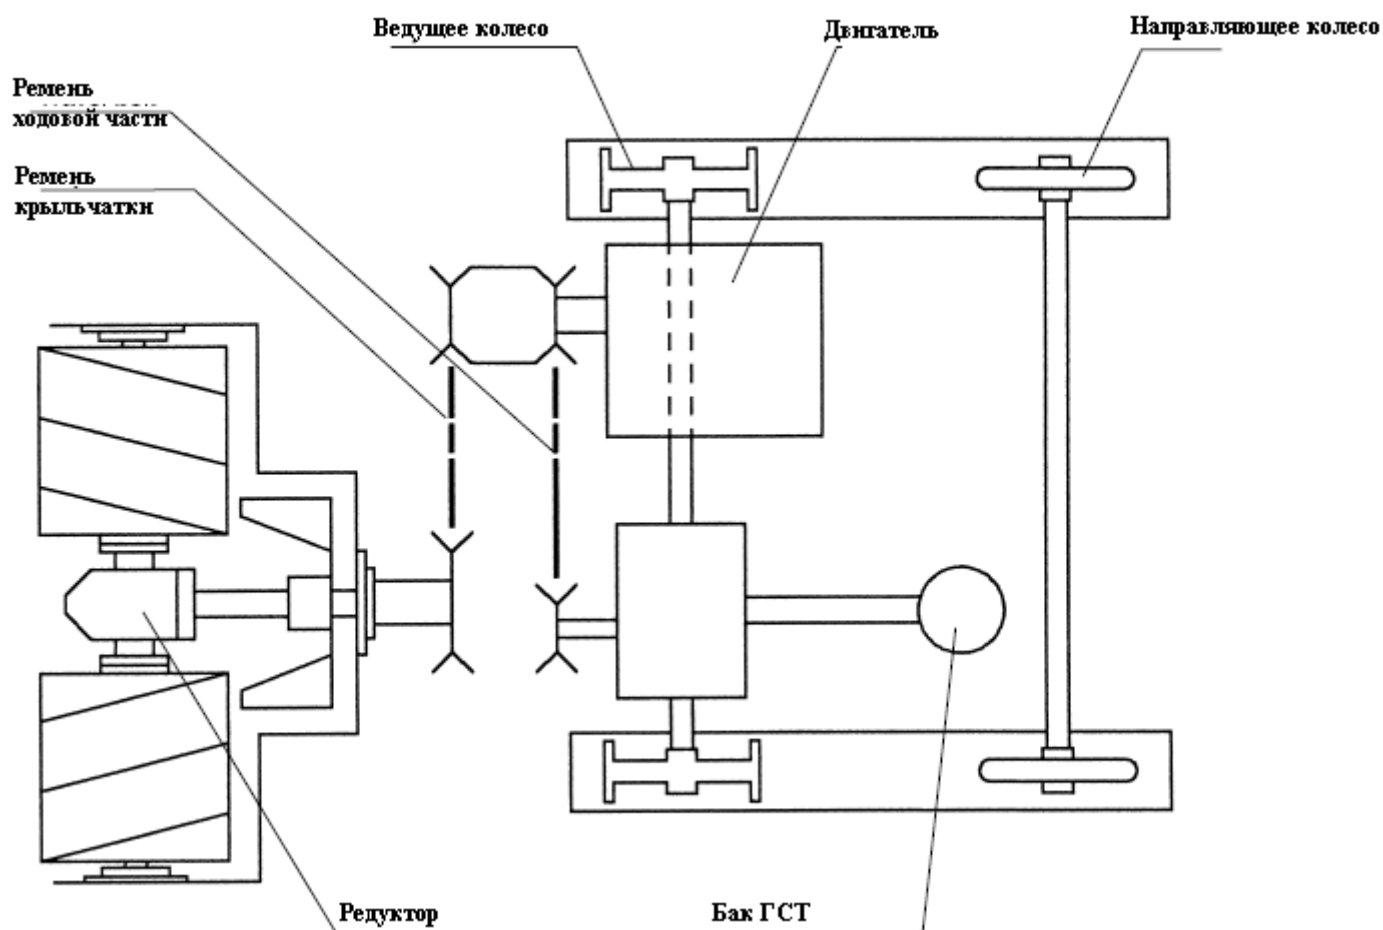 Ведущее колесо
Двигатель
Направляющее колесо
Ремень
ходовой части
Ремень
крыльчатки
Редуктор
Бак ГСТ